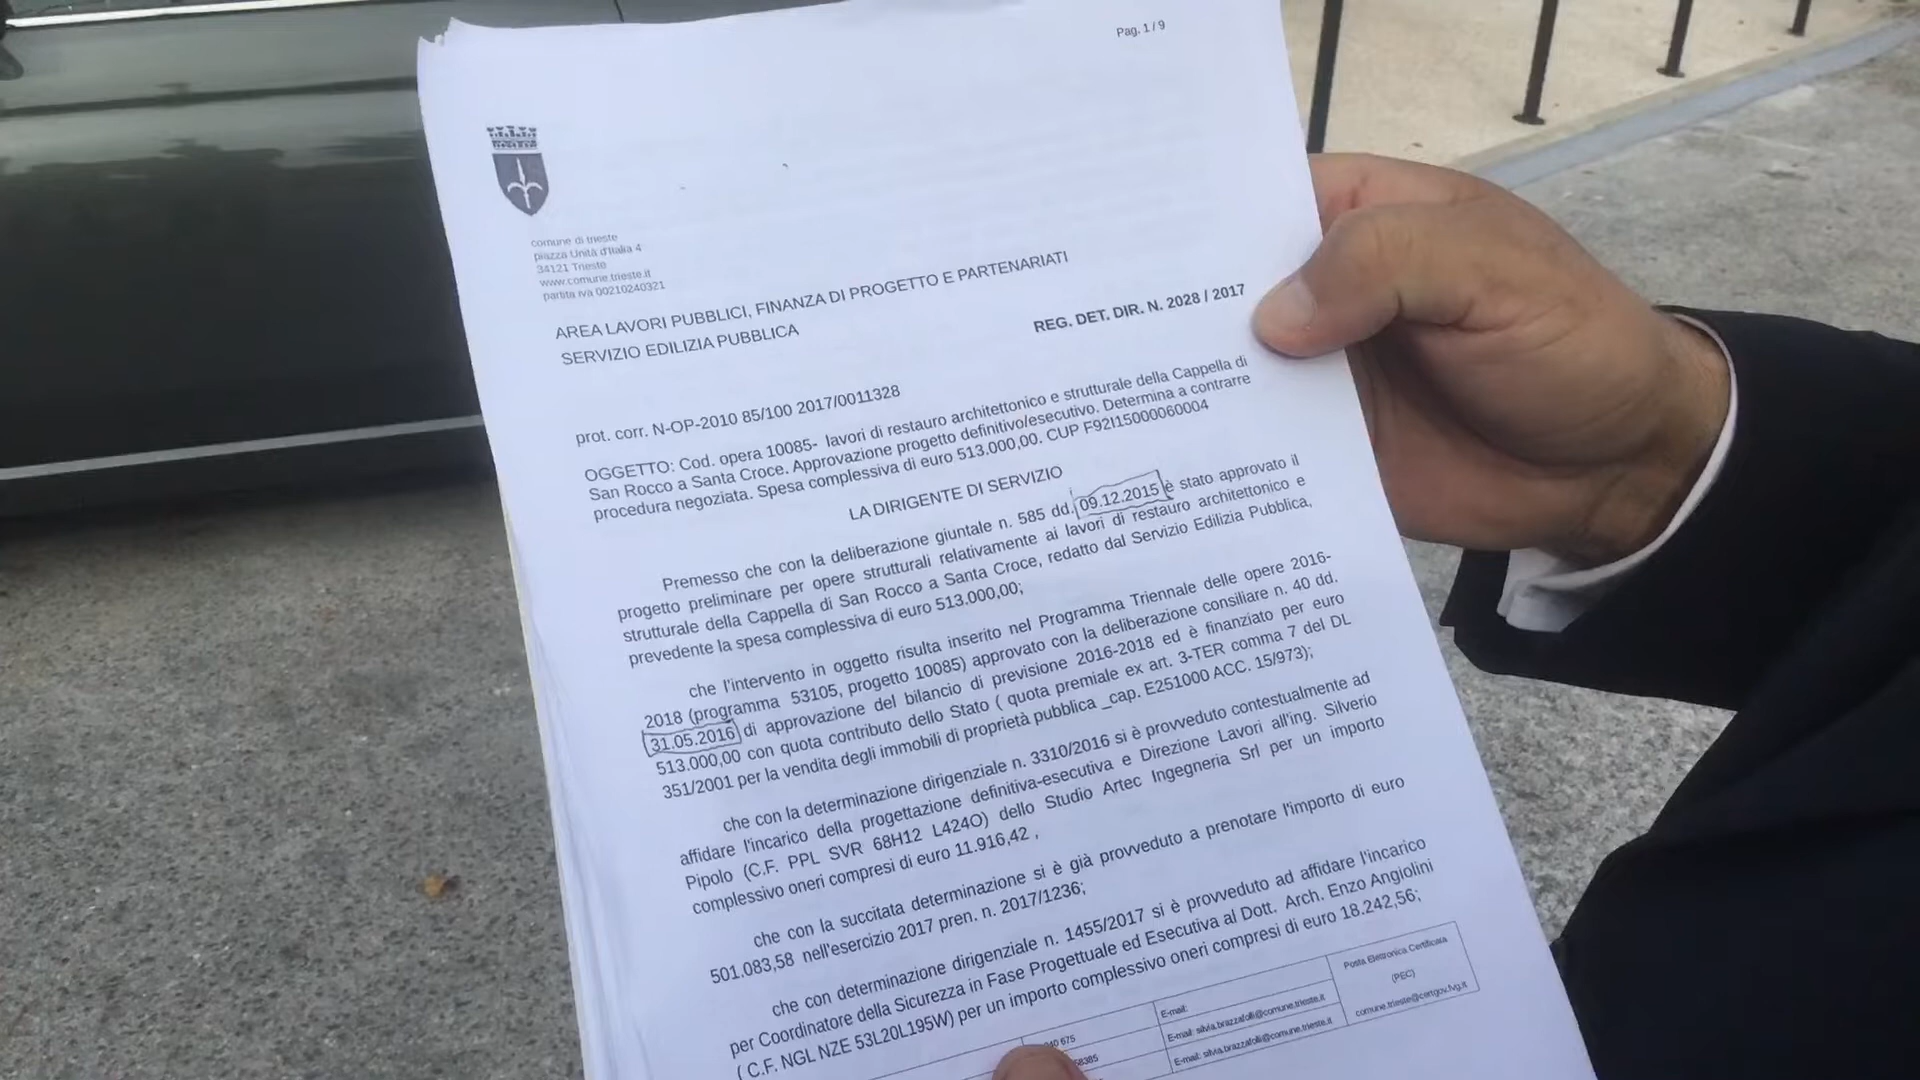 Pag. 1 / 9
comune di trieste
piazza Unità d'Italia 4
34121 Trieste
www.comune.trieste.it
partita iva 00210240321
AREA LAVORI PUBBLICI, FINANZA DI PROGETTO E PARTENARIATI
SERVIZIO EDILIZIA PUBBLICA
REG. DET. DIR. N. 2028 / 2017
prot. corr. N-OP-2010 85/100 2017/0011328
OGGETTO: Cod. opera 10085- lavori di restauro architettonico e strutturale della Cappella di
San Rocco a Santa Croce. Approvazione progetto definitivo/esecutivo. Determina a contrarre
procedura negoziata. Spesa complessiva di euro 513.000,00. CUP F92I15000060004
LA DIRIGENTE DI SERVIZIO
Premesso che con la deliberazione giuntale n. 585 dd. 09.12.2015 è stato approvato il
progetto preliminare per opere strutturali relativamente ai lavori di restauro architettonico e
strutturale della Cappella di San Rocco a Santa Croce, redatto dal Servizio Edilizia Pubblica,
prevedente la spesa complessiva di euro 513.000,00;
che l'intervento in oggetto risulta inserito nel Programma Triennale delle opere 2016-
2018 (programma 53105, progetto 10085) approvato con la deliberazione consiliare n. 40 dd.
31.05.2016 di approvazione del bilancio di previsione 2016-2018 ed è finanziato per euro
513.000,00 con quota contributo dello Stato ( quota premiale ex art. 3-TER comma 7 del DL
351/2001 per la vendita degli immobili di proprietà pubblica _cap. E251000 ACC. 15/973);
che con la determinazione dirigenziale n. 3310/2016 si è provveduto contestualmente ad
affidare l'incarico della progettazione definitiva-esecutiva e Direzione Lavori all'ing. Silverio
Pipolo (C.F. PPL SVR 68H12 L424O) dello Studio Artec Ingegneria Srl per un importo
complessivo oneri compresi di euro 11.916,42 ,
che con la succitata determinazione si è già provveduto a prenotare l'importo di euro
501.083,58 nell'esercizio 2017 pren. n. 2017/1236;
che con determinazione dirigenziale n. 1455/2017 si è provveduto ad affidare l'incarico
per Coordinatore della Sicurezza in Fase Progettuale ed Esecutiva al Dott. Arch. Enzo Angiolini
( C.F. NGL NZE 53L20L195W) per un importo complessivo oneri compresi di euro 18.242,56;
E-mail:
Posta Elettronica Certificata
(PEC)
comune.trieste@certgov.fvg.it
675
E-mail: silvia.brazzafolli@comune.trieste.it
58385
E-mail: silvia.brazzafolli@comune.trieste.it